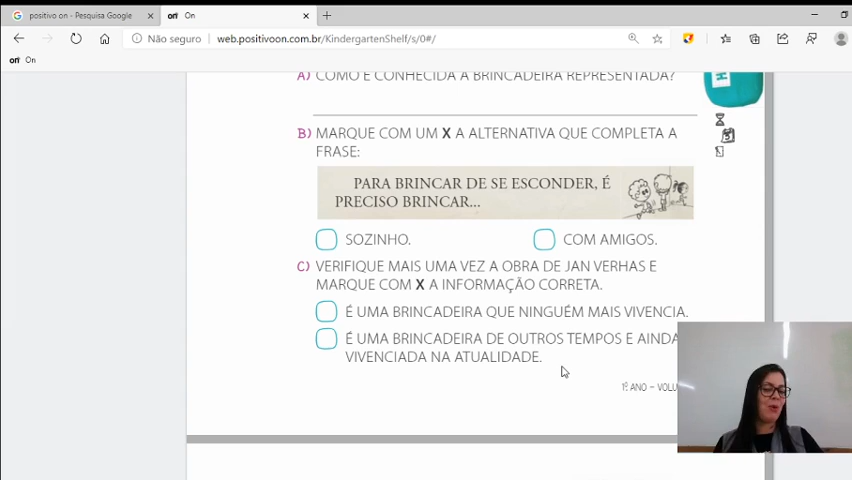 positivo on - Pesquisa Google
On
Não seguro
web.positivoon.com.br/KindergartenShelf/s/0#/
On
A) COMO É CONHECIDA A BRINCADEIRA REPRESENTADA?
B) MARQUE COM UM X A ALTERNATIVA QUE COMPLETA A
FRASE:
PARA BRINCAR DE SE ESCONDER, É
PRECISO BRINCAR...
SOZINHO.
COM AMIGOS.
C) VERIFIQUE MAIS UMA VEZ A OBRA DE JAN VERHAS E
MARQUE COM X A INFORMAÇÃO CORRETA.
É UMA BRINCADEIRA QUE NINGUÉM MAIS VIVENCIA.
É UMA BRINCADEIRA DE OUTROS TEMPOS E AINDA
VIVENCIADA NA ATUALIDADE.
1º. ANO – VOLU